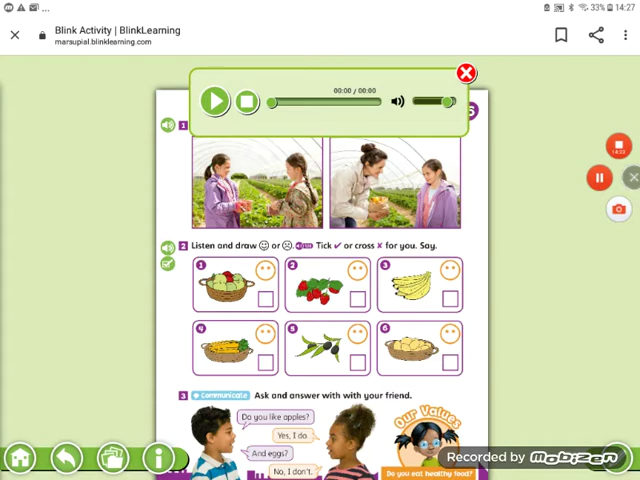 ...
33% 14:27
Blink Activity | BlinkLearning
marsupial.blinklearning.com
00:00 / 00:00
1
2 Listen and draw or . Tick ✔ or cross ✘ for you. Say.
1
2
3
4
5
6
3 Communicate Ask and answer with with your friend.
Do you like apples?
Yes, I do.
And eggs?
No, I don't.
Our Values
Do you eat healthy food?
Recorded by Mobizen